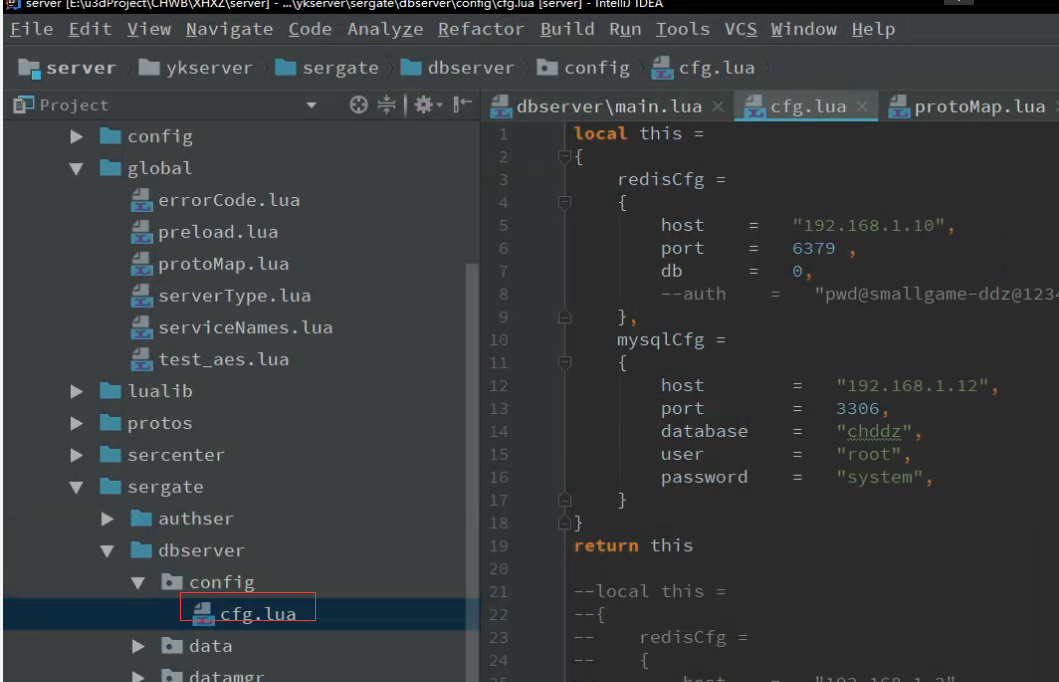 server [E:\u3dProject\CHWB\XHXZ\server] - ...\ykserver\sergate\dbserver\config\cfg.lua [server] - IntelliJ IDEA
File Edit View Navigate Code Analyze Refactor Build Run Tools VCS Window Help
server ykserver sergate dbserver config cfg.lua
Project
config
global
errorCode.lua
preload.lua
protoMap.lua
serverType.lua
serviceNames.lua
test_aes.lua
lualib
protos
sercenter
sergate
authser
dbserver
config
cfg.lua
data
datamgr
dbserver\main.lua × cfg.lua × protoMap.lua
1 local this =
2 {
3 redisCfg =
4 {
5 host = "192.168.1.10",
6 port = 6379 ,
7 db = 0,
8 --auth = "pwd@smallgame-ddz@1234
9 },
10 mysqlCfg =
11 {
12 host = "192.168.1.12",
13 port = 3306,
14 database = "chddz",
15 user = "root",
16 password = "system",
17 }
18 }
19 return this
20
21 --local this =
22 --{
23 -- redisCfg =
24 -- {
25 host = "192.168.1.2"